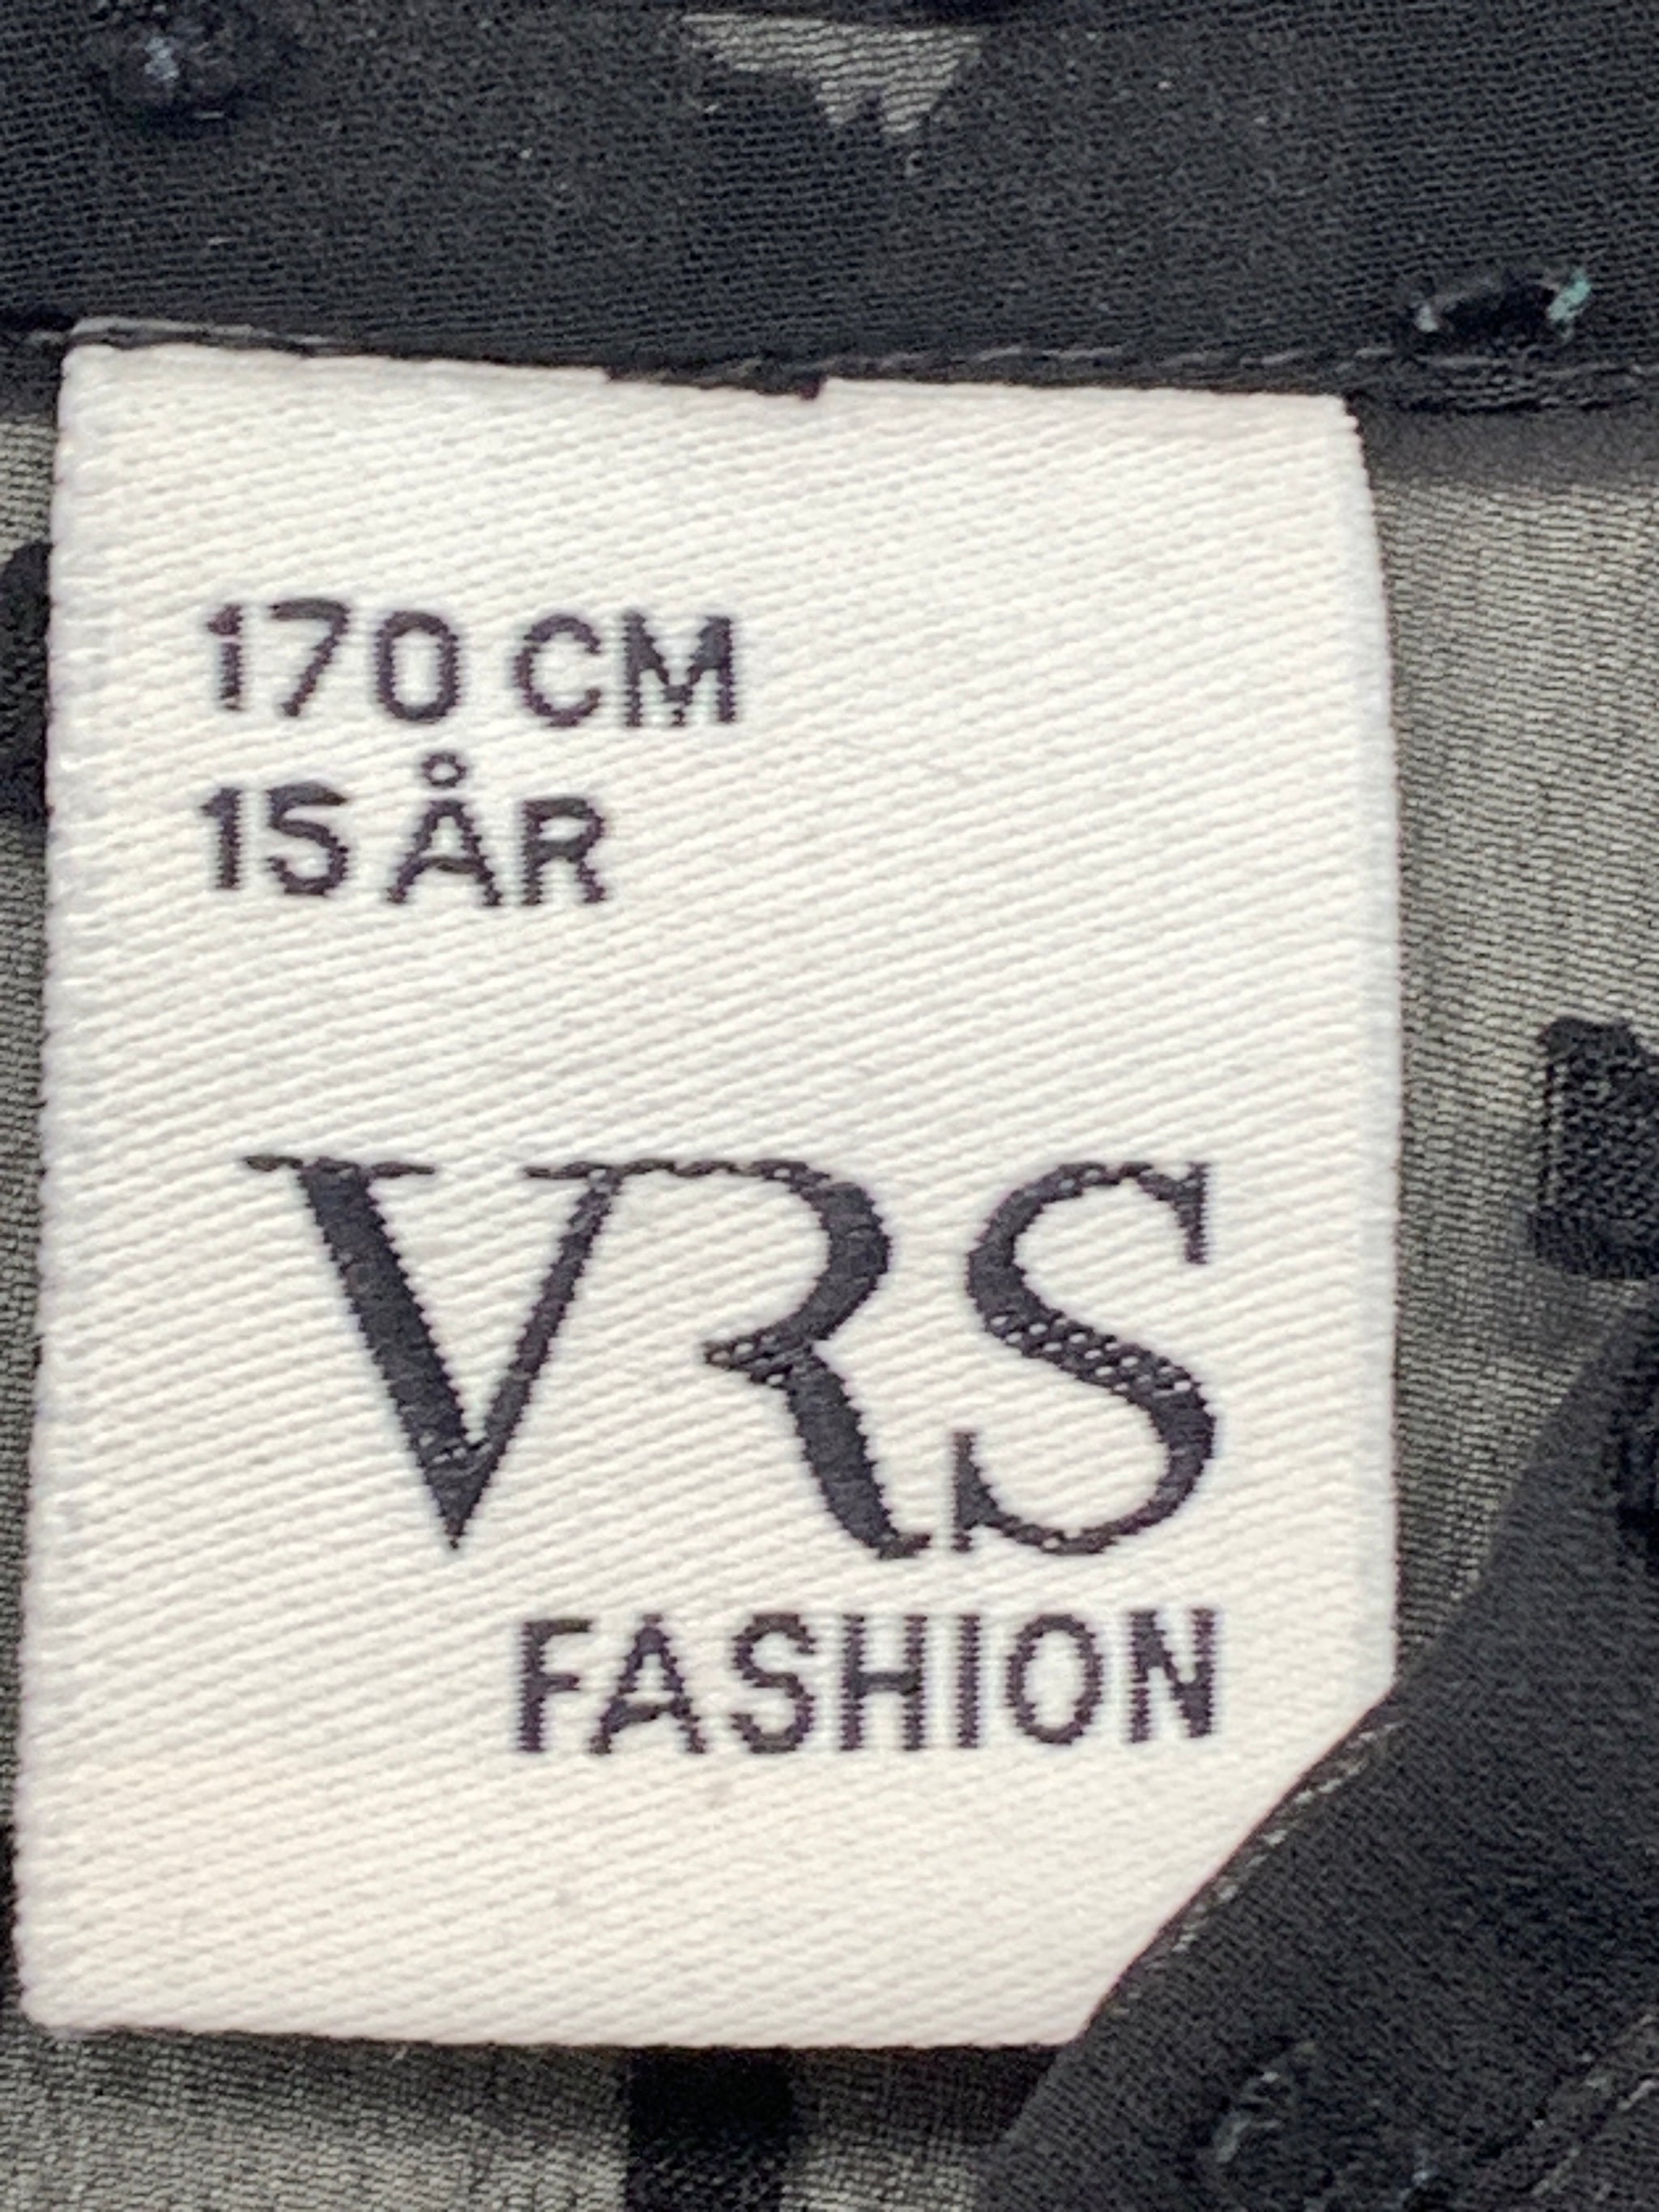 170 CM
15 ÅR
VRS
FASHION